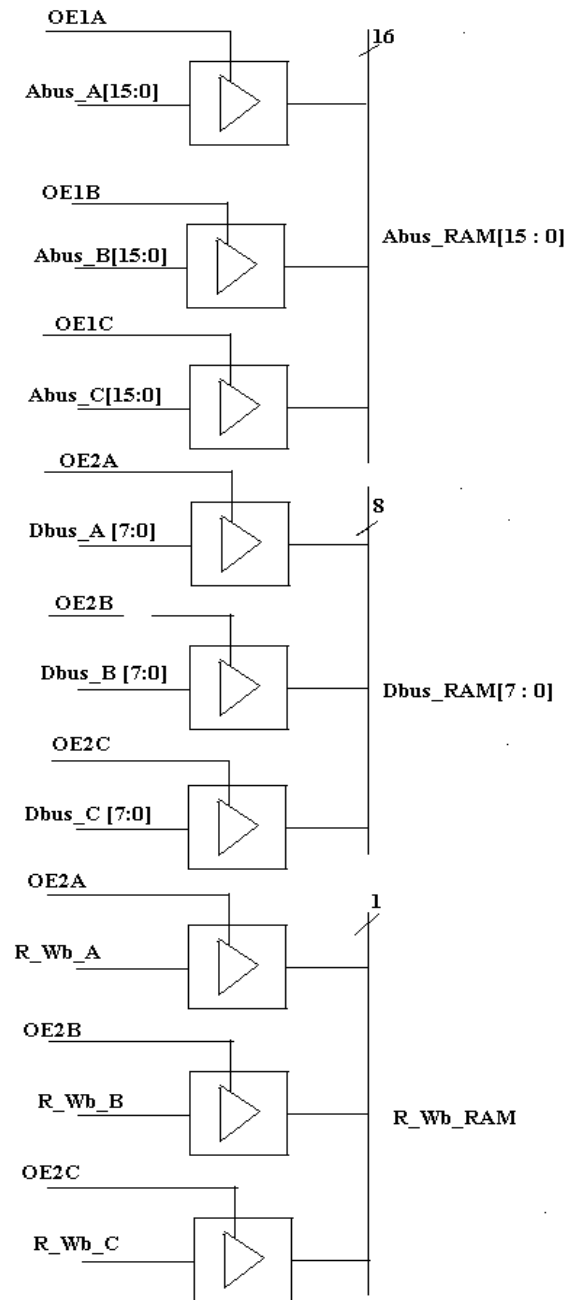 OE1A
16
Abus_A[15:0]
OE1B
Abus_B[15:0]
Abus_RAM[15 : 0]
OE1C
Abus_C[15:0]
OE2A
8
Dbus_A [7:0]
OE2B
Dbus_B [7:0]
Dbus_RAM[7 : 0]
OE2C
Dbus_C [7:0]
OE2A
1
R_Wb_A
OE2B
R_Wb_B
R_Wb_RAM
OE2C
R_Wb_C